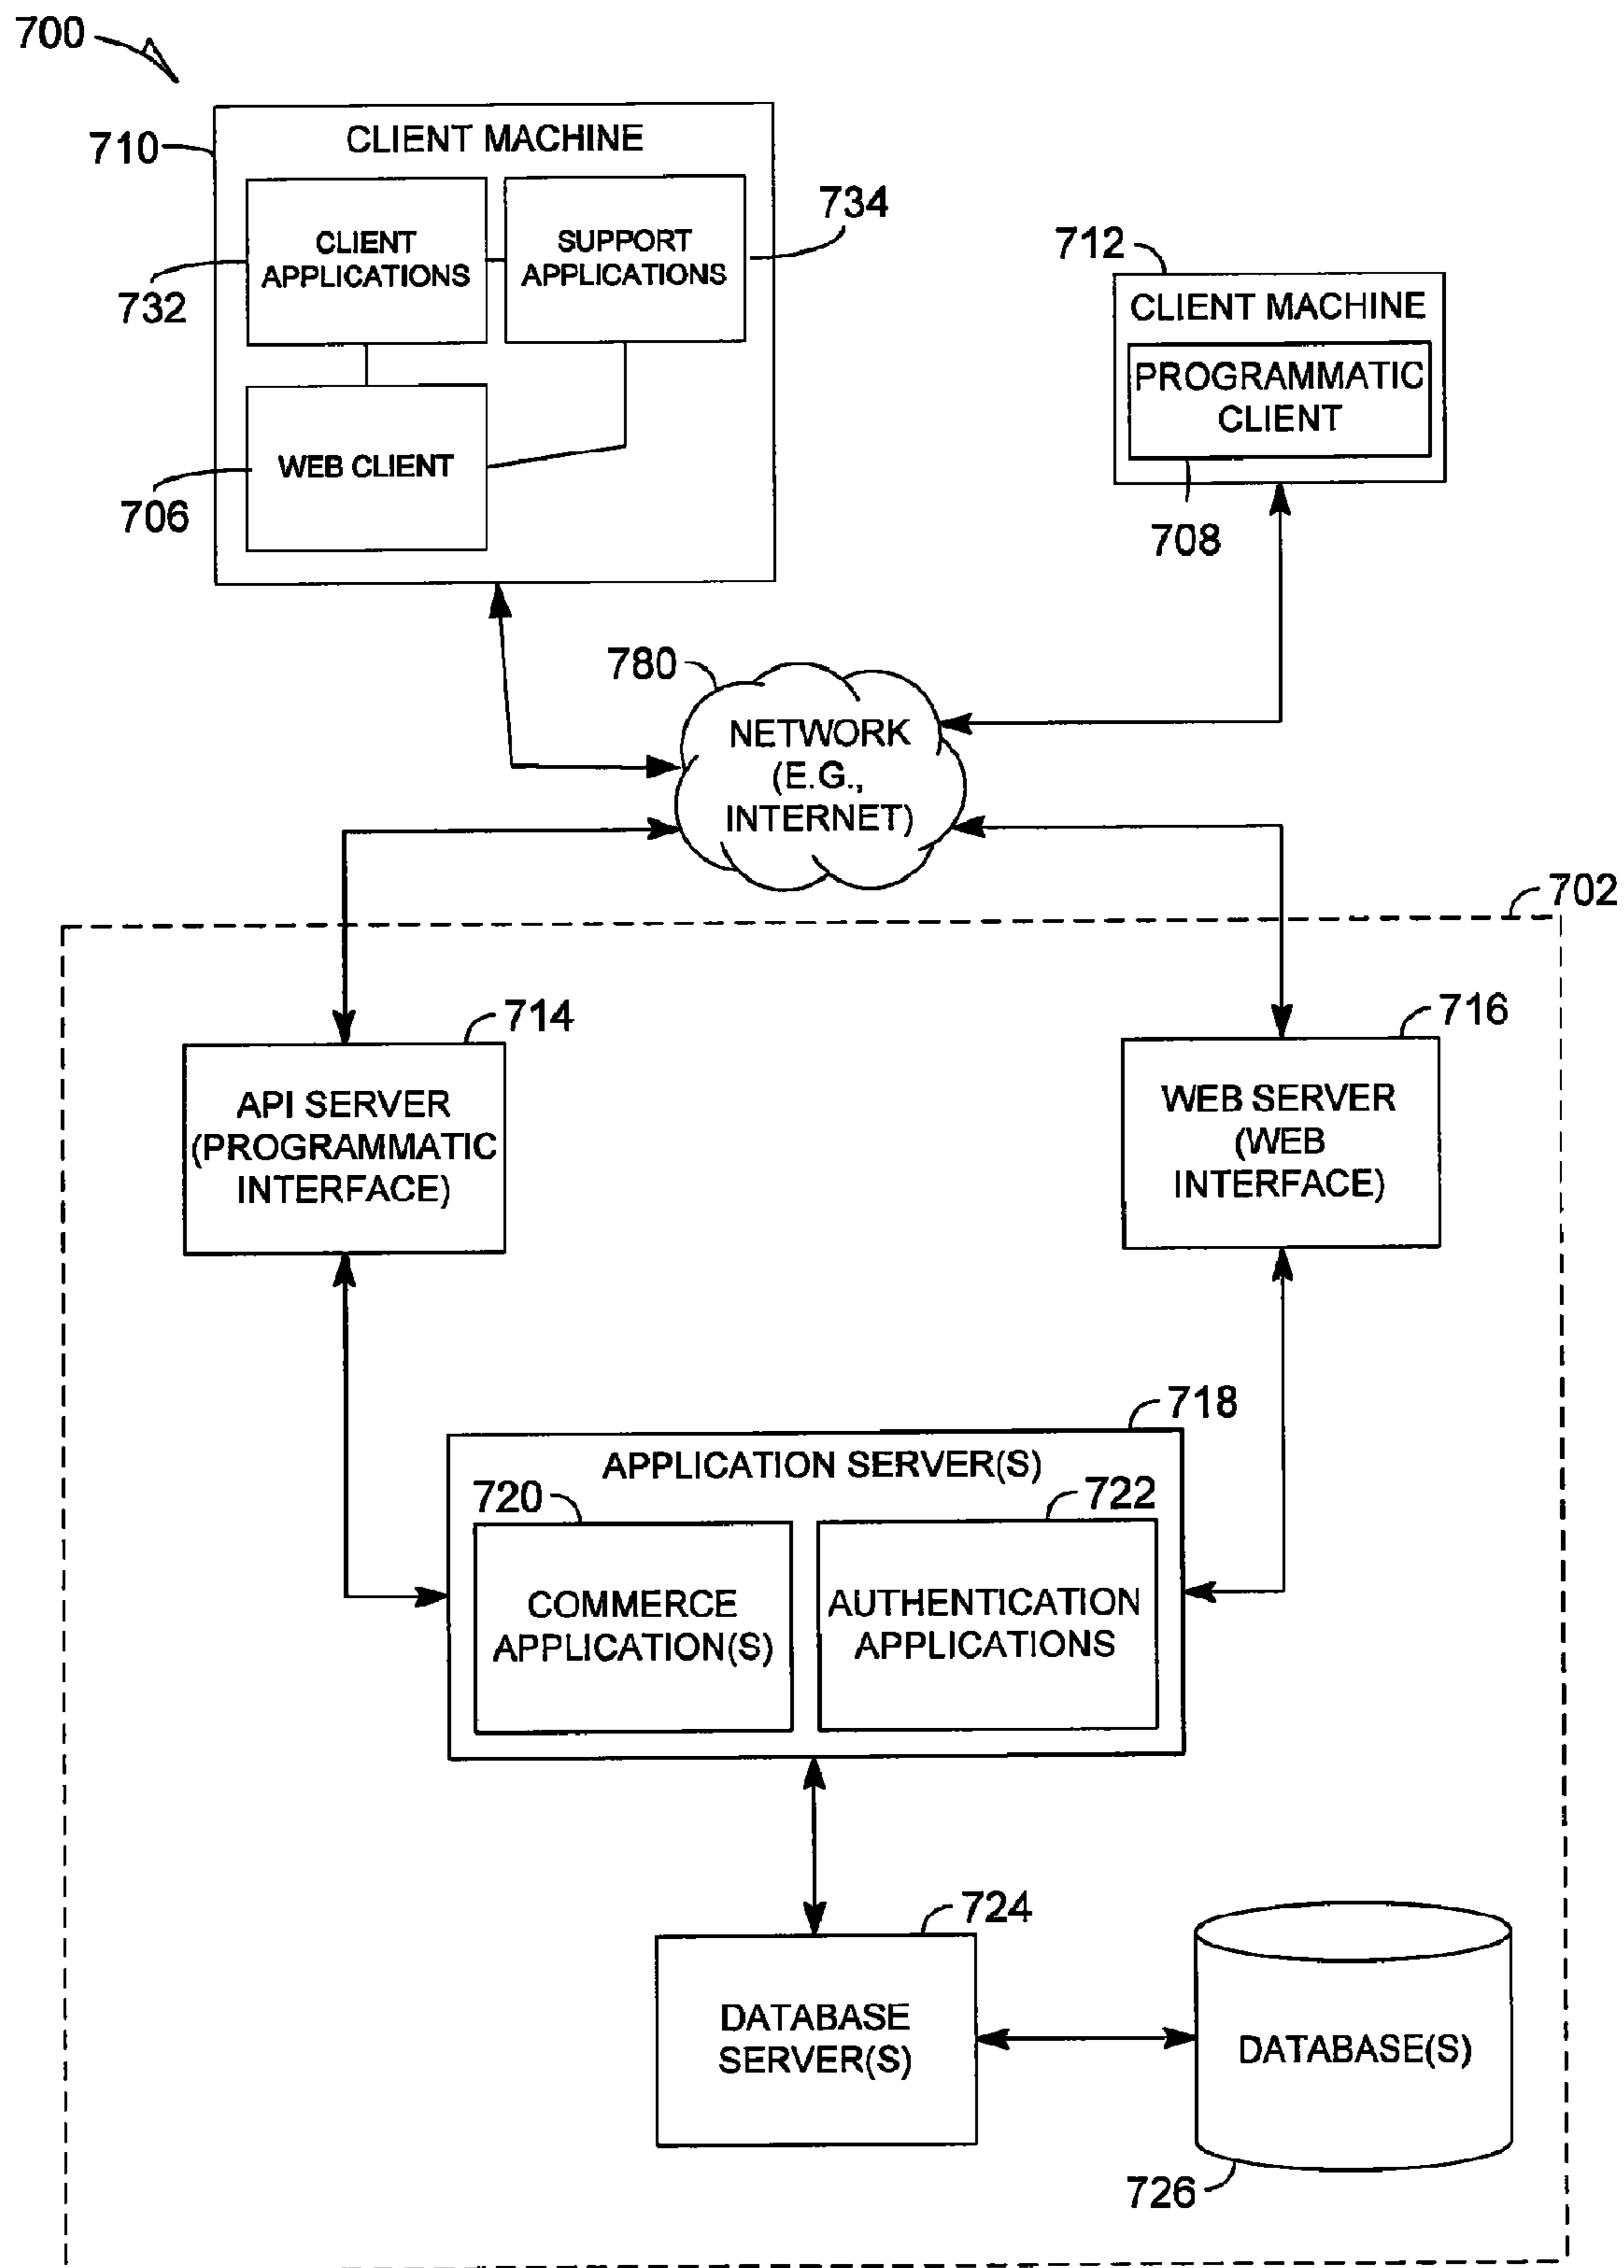 700
710
CLIENT MACHINE
734
CLIENT
APPLICATIONS
SUPPORT
APPLICATIONS
732
712
CLIENT MACHINE
PROGRAMMATIC
CLIENT
708
WEB CLIENT
706
780
NETWORK
(E.G.,
INTERNET)
702
714
API SERVER
(PROGRAMMATIC
INTERFACE)
716
WEB SERVER
(WEB
INTERFACE)
718
APPLICATION SERVER(S)
720
722
COMMERCE
APPLICATION(S)
AUTHENTICATION
APPLICATIONS
724
DATABASE
SERVER(S)
DATABASE(S)
726